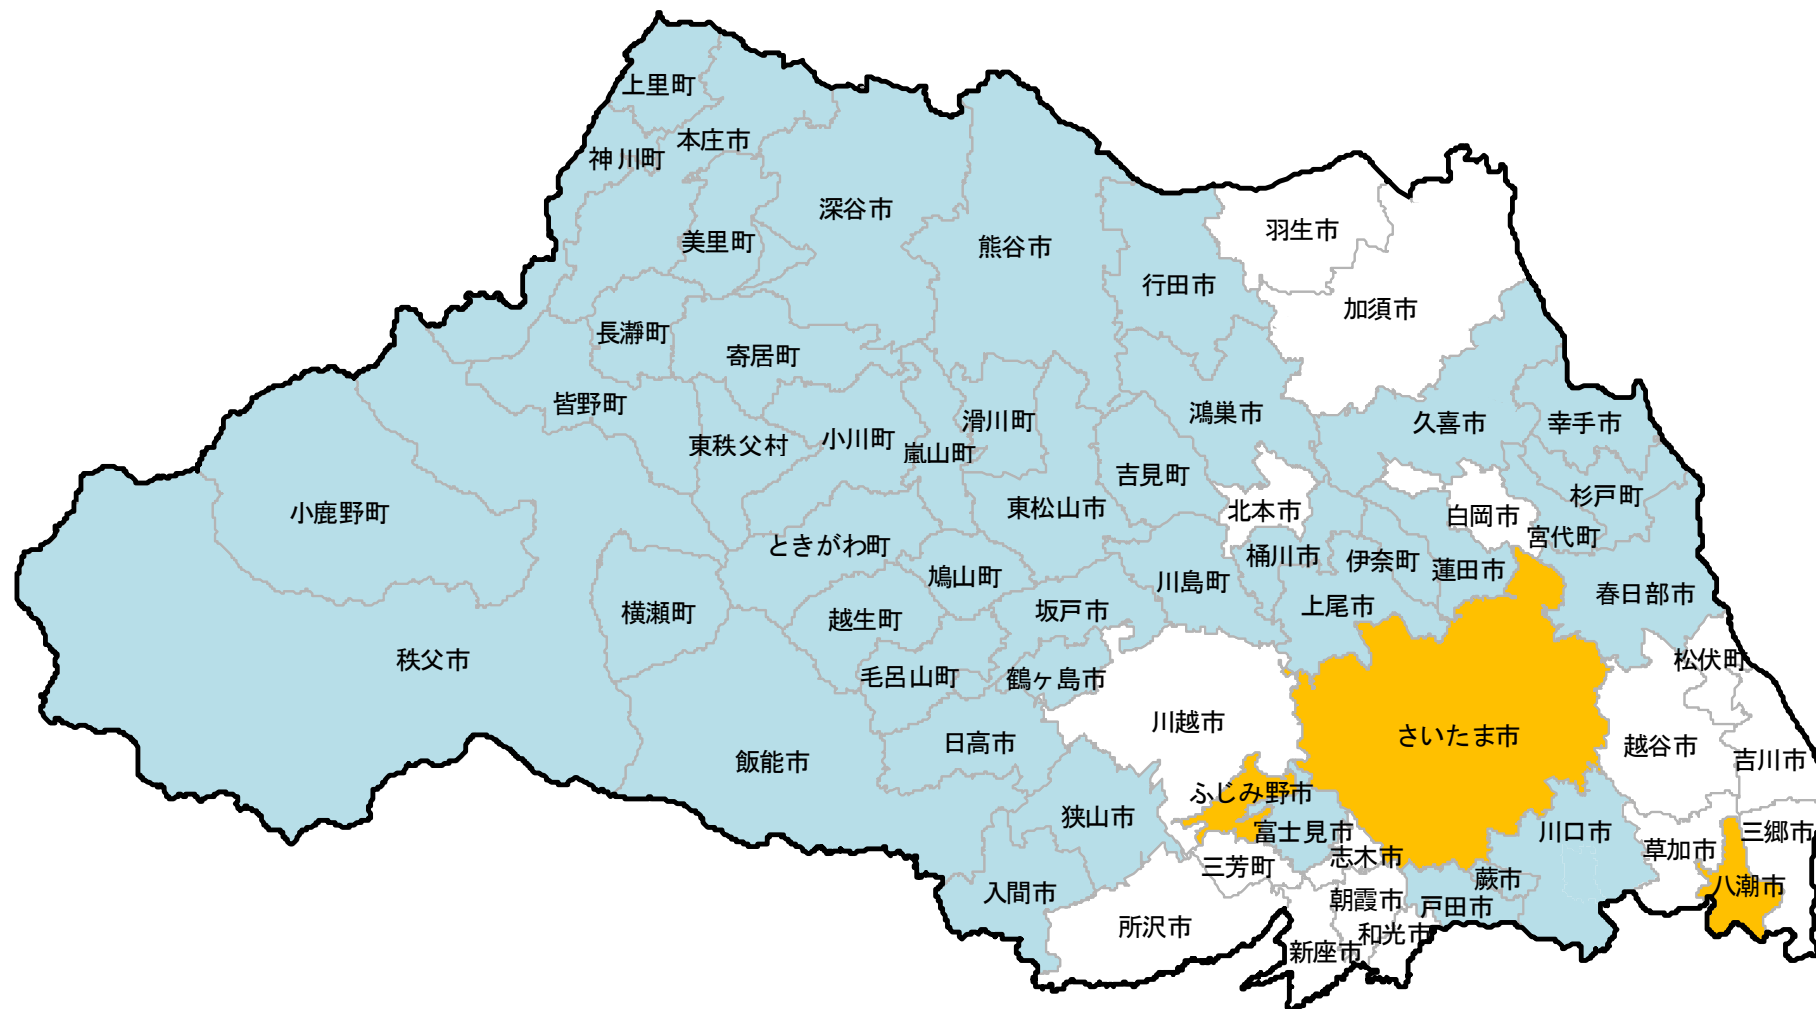 上里町
本庄市
神川町
深谷市
美里町
熊谷市
羽生市
行田市
加須市
長瀞町
寄居町
皆野町
鴻巣市
久喜市
幸手市
滑川町
小川町
東秩父村
嵐山町
吉見町
杉戸町
小鹿野町
東松山市
北本市
白岡市
宮代町
ときがわ町
桶川市
伊奈町
蓮田市
鳩山町
川島町
春日部市
横瀬町
越生町
坂戸市
上尾市
秩父市
毛呂山町
鶴ヶ島市
松伏町
川越市
さいたま市
越谷市
日高市
飯能市
吉川市
ふじみ野市
狭山市
富士見市
川口市
三郷市
草加市
志木市
三芳町
蕨市
八潮市
入間市
朝霞市
戸田市
所沢市
和光市
新座市